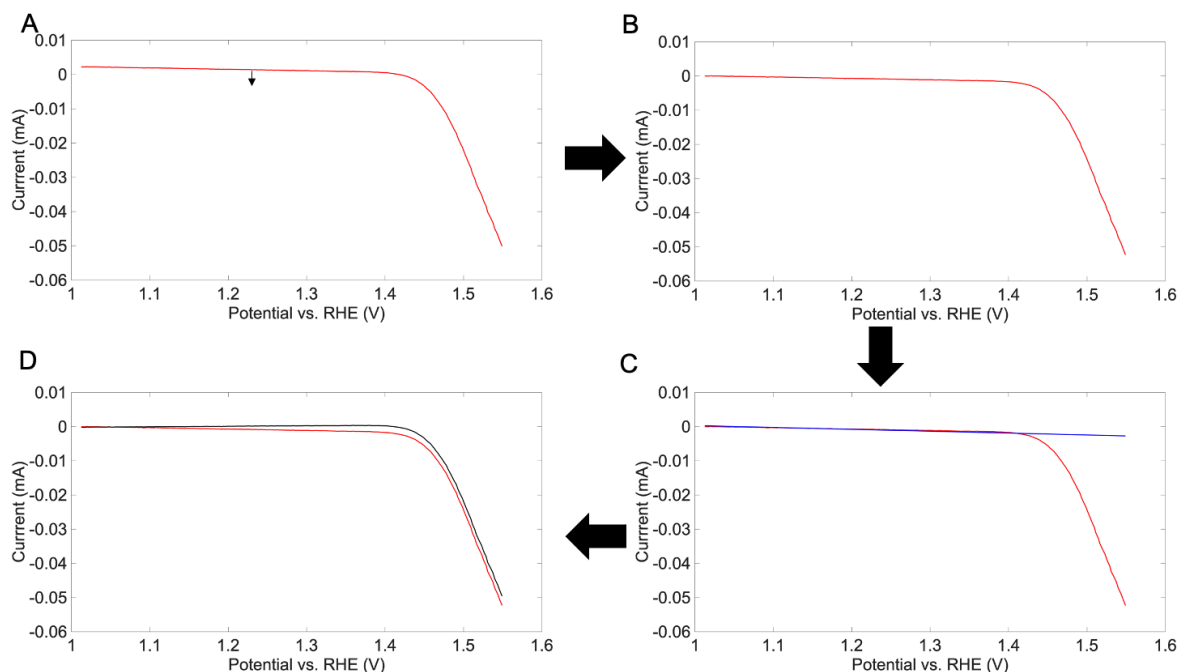 A
0.01
0
-0.01
-0.02
-0.03
-0.04
-0.05
-0.06
Currrent (mA)
1 1.1 1.2 1.3 1.4 1.5 1.6
Potential vs. RHE (V)
B
0.01
0
-0.01
-0.02
-0.03
-0.04
-0.05
-0.06
Currrent (mA)
1 1.1 1.2 1.3 1.4 1.5 1.6
Potential vs. RHE (V)
D
0.01
0
-0.01
-0.02
-0.03
-0.04
-0.05
-0.06
Currrent (mA)
1 1.1 1.2 1.3 1.4 1.5 1.6
Potential vs. RHE (V)
C
0.01
0
-0.01
-0.02
-0.03
-0.04
-0.05
-0.06
Currrent (mA)
1 1.1 1.2 1.3 1.4 1.5 1.6
Potential vs. RHE (V)